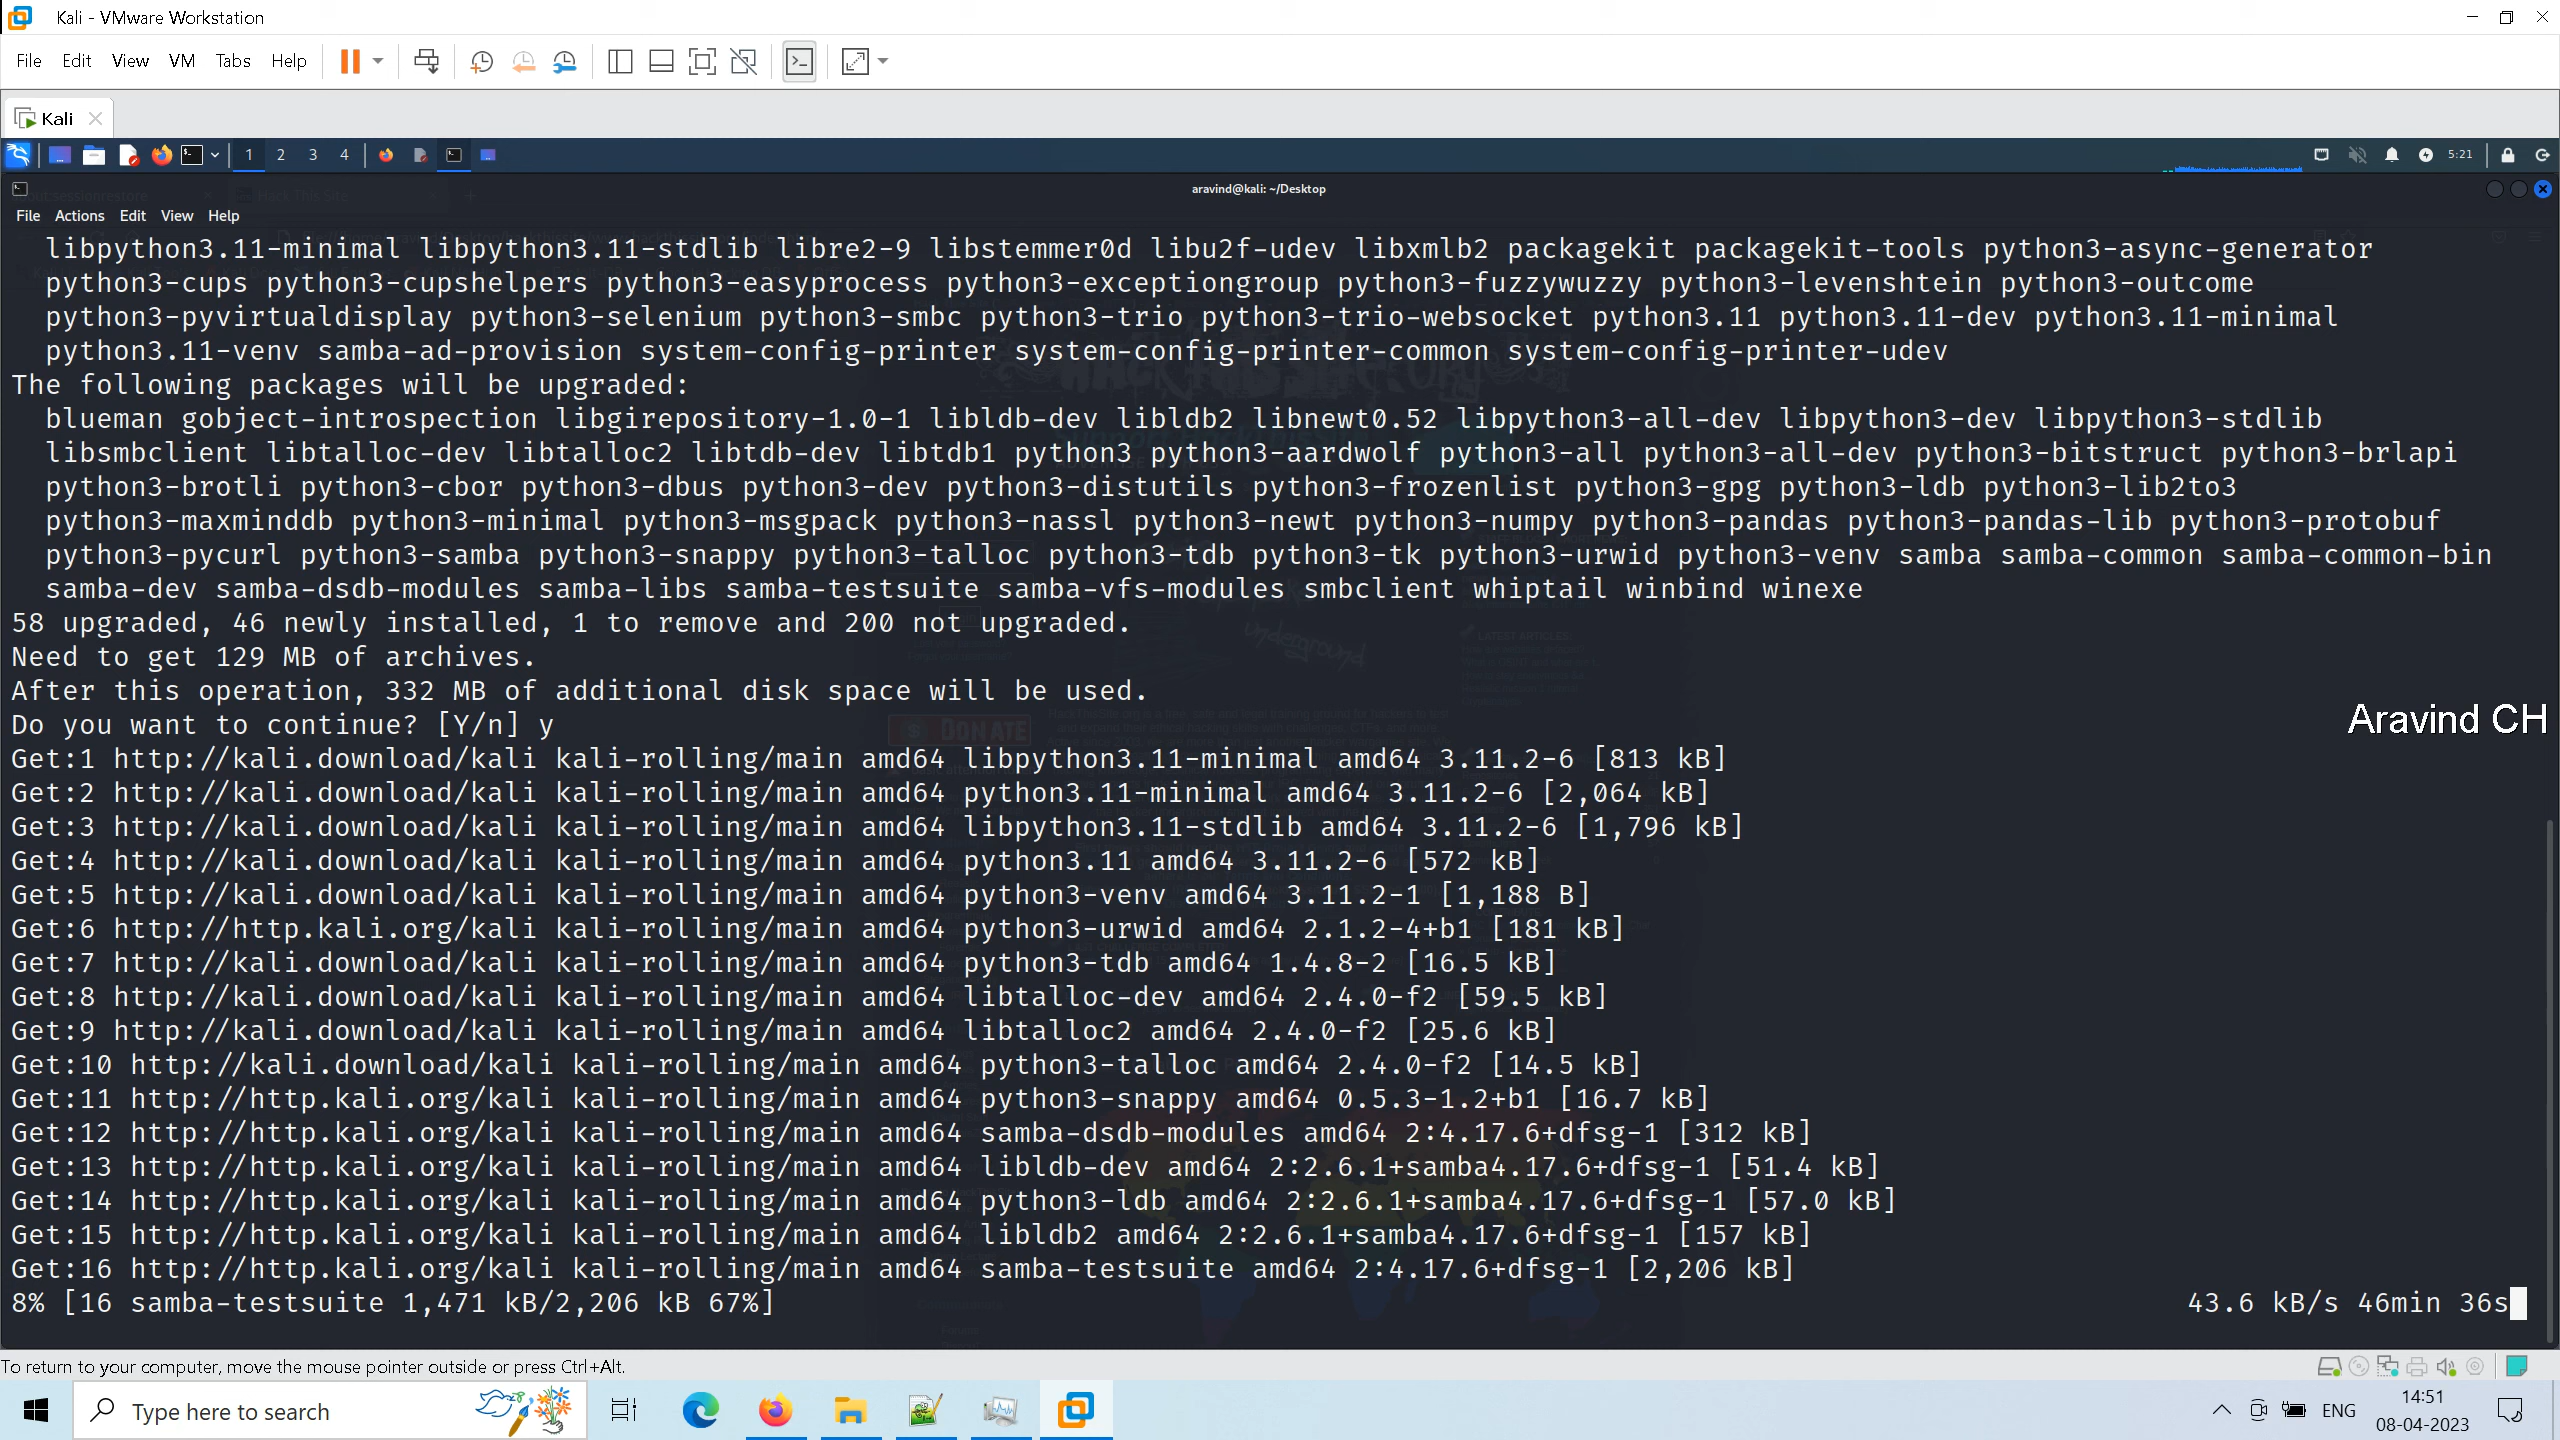 Kali - VMware Workstation
File Edit View VM Tabs Help
Kali
1 2 3 4 5:21
aravind@kali: ~/Desktop
File Actions Edit View Help
libpython3.11-minimal libpython3.11-stdlib libre2-9 libstemmer0d libu2f-udev libxmlb2 packagekit packagekit-tools python3-async-generator
python3-cups python3-cupshelpers python3-easyprocess python3-exceptiongroup python3-fuzzywuzzy python3-levenshtein python3-outcome
python3-pyvirtualdisplay python3-selenium python3-smbc python3-trio python3-trio-websocket python3.11 python3.11-dev python3.11-minimal
python3.11-venv samba-ad-provision system-config-printer system-config-printer-common system-config-printer-udev
The following packages will be upgraded:
blueman gobject-introspection libgirepository-1.0-1 libldb-dev libldb2 libnewt0.52 libpython3-all-dev libpython3-dev libpython3-stdlib
libsmbclient libtalloc-dev libtalloc2 libtdb-dev libtdb1 python3 python3-aardwolf python3-all python3-all-dev python3-bitstruct python3-brlapi
python3-brotli python3-cbor python3-dbus python3-dev python3-distutils python3-frozenlist python3-gpg python3-ldb python3-lib2to3
python3-maxminddb python3-minimal python3-msgpack python3-nassl python3-newt python3-numpy python3-pandas python3-pandas-lib python3-protobuf
python3-pycurl python3-samba python3-snappy python3-talloc python3-tdb python3-tk python3-urwid python3-venv samba samba-common samba-common-bin
samba-dev samba-dsdb-modules samba-libs samba-testsuite samba-vfs-modules smbclient whiptail winbind winexe
58 upgraded, 46 newly installed, 1 to remove and 200 not upgraded.
Need to get 129 MB of archives.
After this operation, 332 MB of additional disk space will be used.
Do you want to continue? [Y/n] y
Aravind CH
Get:1 http://kali.download/kali kali-rolling/main amd64 libpython3.11-minimal amd64 3.11.2-6 [813 kB]
Get:2 http://kali.download/kali kali-rolling/main amd64 python3.11-minimal amd64 3.11.2-6 [2,064 kB]
Get:3 http://kali.download/kali kali-rolling/main amd64 libpython3.11-stdlib amd64 3.11.2-6 [1,796 kB]
Get:4 http://kali.download/kali kali-rolling/main amd64 python3.11 amd64 3.11.2-6 [572 kB]
Get:5 http://kali.download/kali kali-rolling/main amd64 python3-venv amd64 3.11.2-1 [1,188 B]
Get:6 http://http.kali.org/kali kali-rolling/main amd64 python3-urwid amd64 2.1.2-4+b1 [181 kB]
Get:7 http://kali.download/kali kali-rolling/main amd64 python3-tdb amd64 1.4.8-2 [16.5 kB]
Get:8 http://kali.download/kali kali-rolling/main amd64 libtalloc-dev amd64 2.4.0-f2 [59.5 kB]
Get:9 http://kali.download/kali kali-rolling/main amd64 libtalloc2 amd64 2.4.0-f2 [25.6 kB]
Get:10 http://kali.download/kali kali-rolling/main amd64 python3-talloc amd64 2.4.0-f2 [14.5 kB]
Get:11 http://http.kali.org/kali kali-rolling/main amd64 python3-snappy amd64 0.5.3-1.2+b1 [16.7 kB]
Get:12 http://http.kali.org/kali kali-rolling/main amd64 samba-dsdb-modules amd64 2:4.17.6+dfsg-1 [312 kB]
Get:13 http://http.kali.org/kali kali-rolling/main amd64 libldb-dev amd64 2:2.6.1+samba4.17.6+dfsg-1 [51.4 kB]
Get:14 http://http.kali.org/kali kali-rolling/main amd64 python3-ldb amd64 2:2.6.1+samba4.17.6+dfsg-1 [57.0 kB]
Get:15 http://http.kali.org/kali kali-rolling/main amd64 libldb2 amd64 2:2.6.1+samba4.17.6+dfsg-1 [157 kB]
Get:16 http://http.kali.org/kali kali-rolling/main amd64 samba-testsuite amd64 2:4.17.6+dfsg-1 [2,206 kB]
8% [16 samba-testsuite 1,471 kB/2,206 kB 67%] 43.6 kB/s 46min 36s
To return to your computer, move the mouse pointer outside or press Ctrl+Alt.
Type here to search
ENG
14:51
08-04-2023